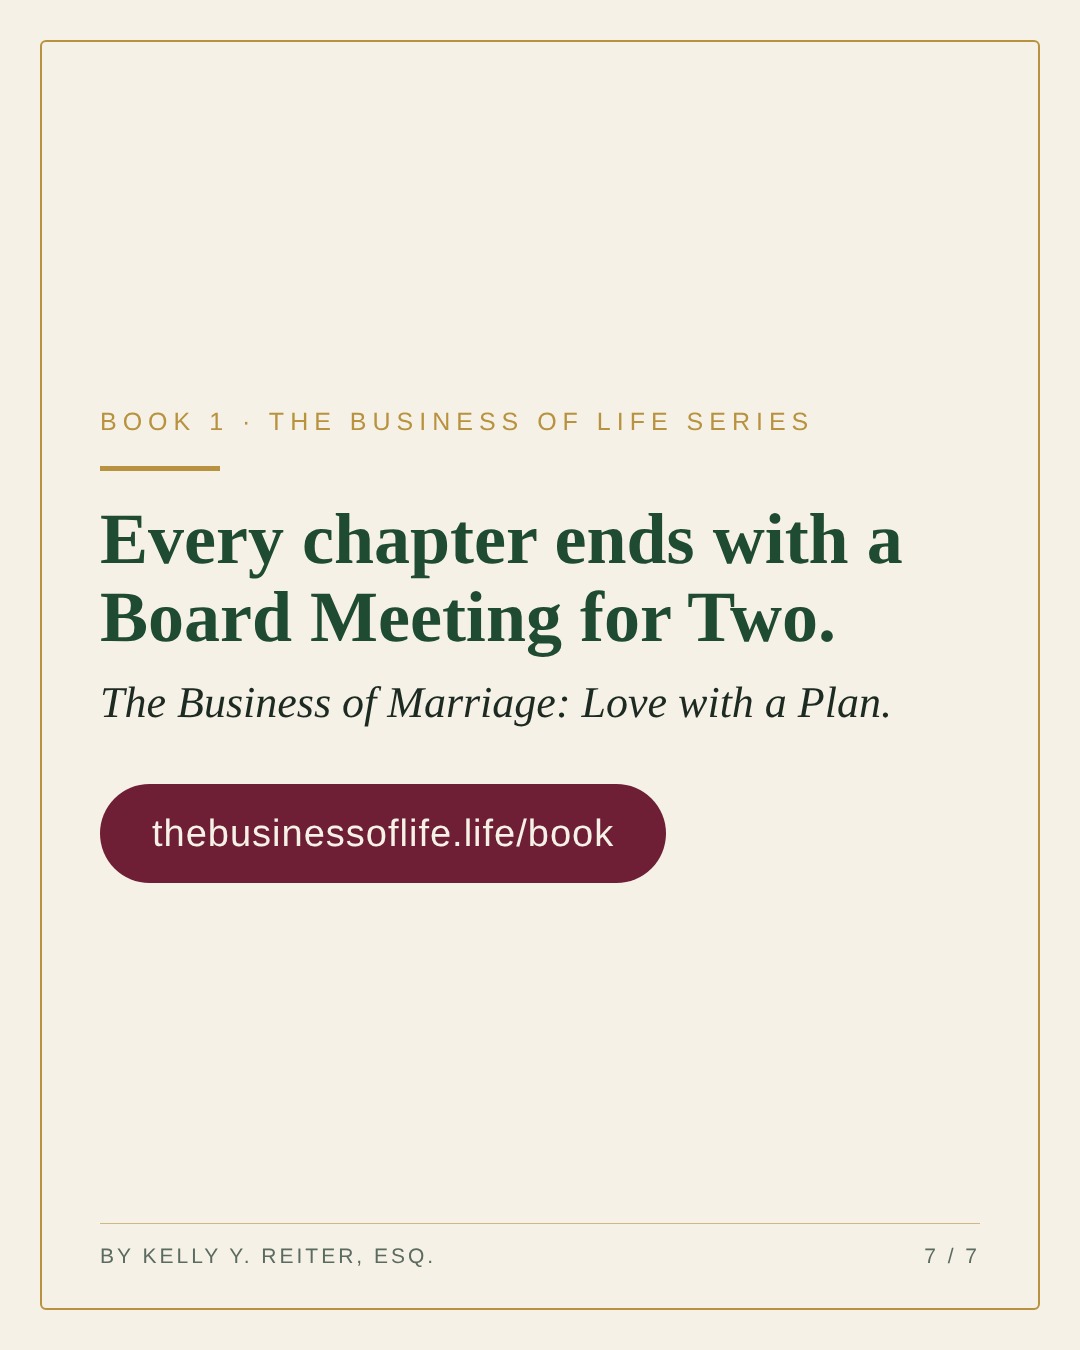 BOOK 1 · THE BUSINESS OF LIFE SERIES
Every chapter ends with a
Board Meeting for Two.
The Business of Marriage: Love with a Plan.
thebusinessoflife.life/book
BY KELLY Y. REITER, ESQ.
7 / 7